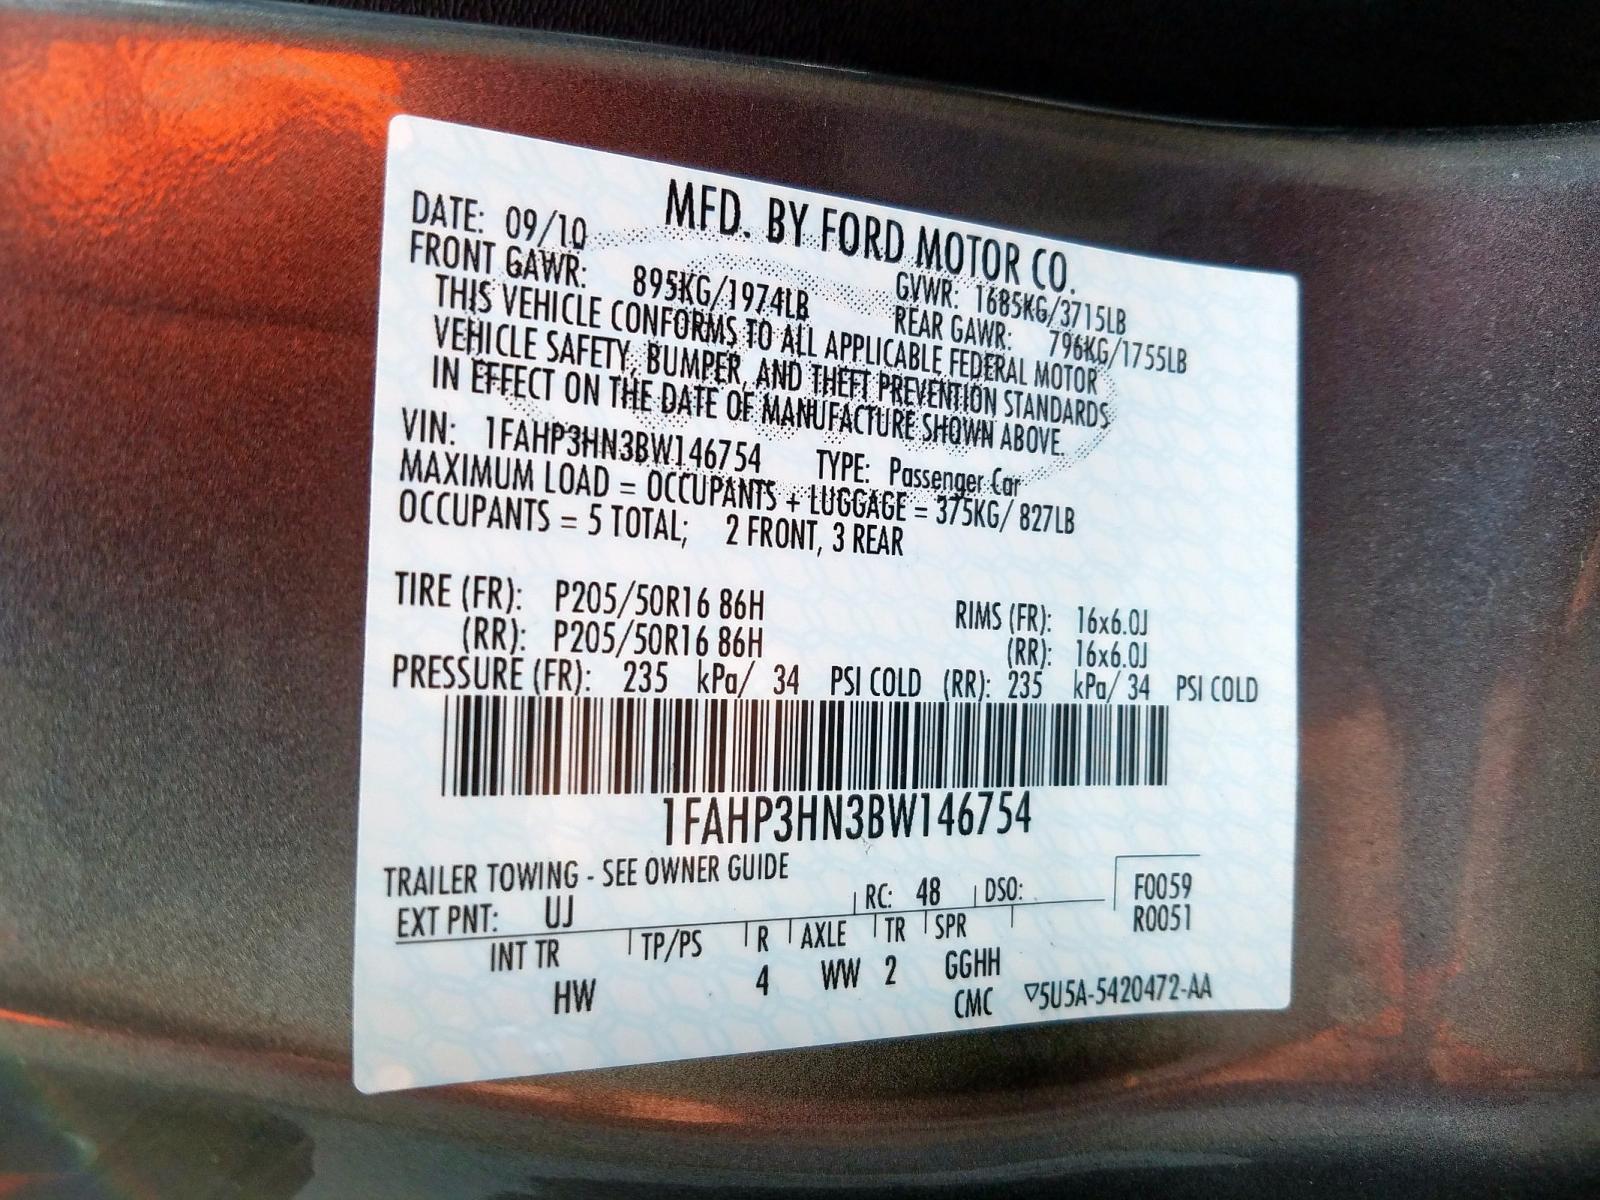 MFD. BY FORD MOTOR CO.
DATE: 09/10 GVWR: 1685KG/3715LB
FRONT GAWR: 895KG/1974LB REAR GAWR: 796KG/1755LB
THIS VEHICLE CONFORMS TO ALL APPLICABLE FEDERAL MOTOR
VEHICLE SAFETY, BUMPER, AND THEFT PREVENTION STANDARDS
IN EFFECT ON THE DATE OF MANUFACTURE SHOWN ABOVE.
VIN: 1FAHP3HN3BW146754 TYPE: Passenger Car
MAXIMUM LOAD = OCCUPANTS + LUGGAGE = 375KG/ 827LB
OCCUPANTS = 5 TOTAL; 2 FRONT, 3 REAR
TIRE (FR): P205/50R16 86H RIMS (FR): 16x6.0J
(RR): P205/50R16 86H (RR): 16x6.0J
PRESSURE (FR): 235 kPa/ 34 PSI COLD (RR): 235 kPa/ 34 PSI COLD
1FAHP3HN3BW146754
TRAILER TOWING - SEE OWNER GUIDE
EXT PNT: UJ RC: 48 DSO: F0059
R0051
INT TR TP/PS R AXLE TR SPR
HW 4 WW 2 GGHH
CMC ▽5U5A-5420472-AA